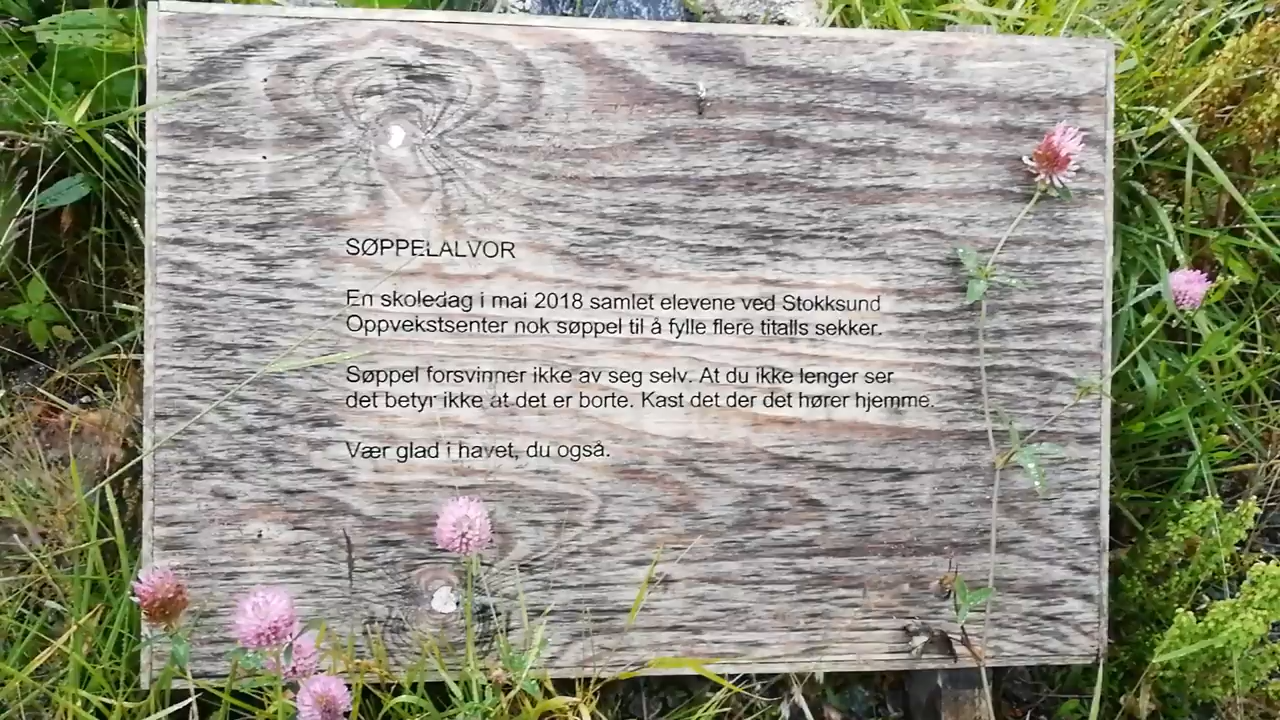 SØPPELALVOR
En skoledag i mai 2018 samlet elevene ved Stokksund
Oppvekstsenter nok søppel til å fylle flere titalls sekker.
Søppel forsvinner ikke av seg selv. At du ikke lenger ser
det betyr ikke at det er borte. Kast det der det hører hjemme.
Vær glad i havet, du også.